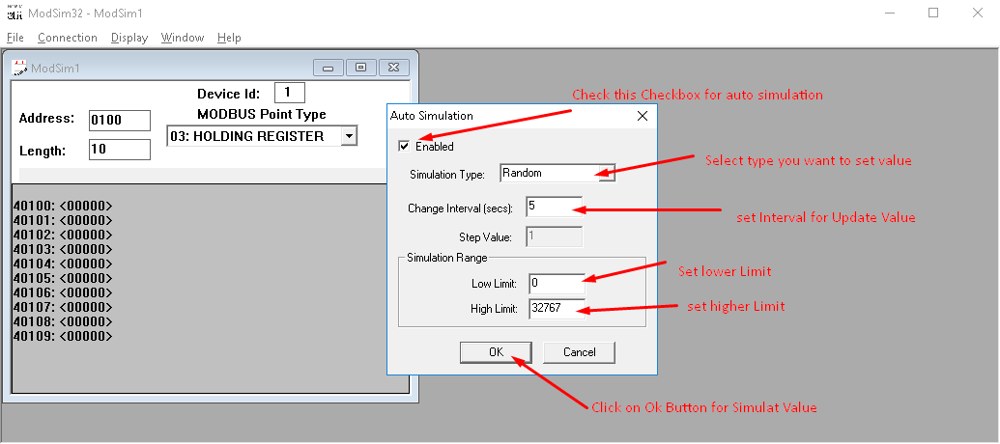 ModSim32 - ModSim1
File Connection Display Window Help
ModSim1
Device Id: 1
Address: 0100
MODBUS Point Type
Length: 10
03: HOLDING REGISTER
40100: <00000>
40101: <00000>
40102: <00000>
40103: <00000>
40104: <00000>
40105: <00000>
40106: <00000>
40107: <00000>
40108: <00000>
40109: <00000>
Auto Simulation
Enabled
Simulation Type: Random
Change Interval (secs): 5
Step Value: 1
Simulation Range
Low Limit: 0
High Limit: 32767
OK Cancel
Check this Checkbox for auto simulation
Select type you want to set value
set Interval for Update Value
Set lower Limit
set higher Limit
Click on Ok Button for Simulat Value